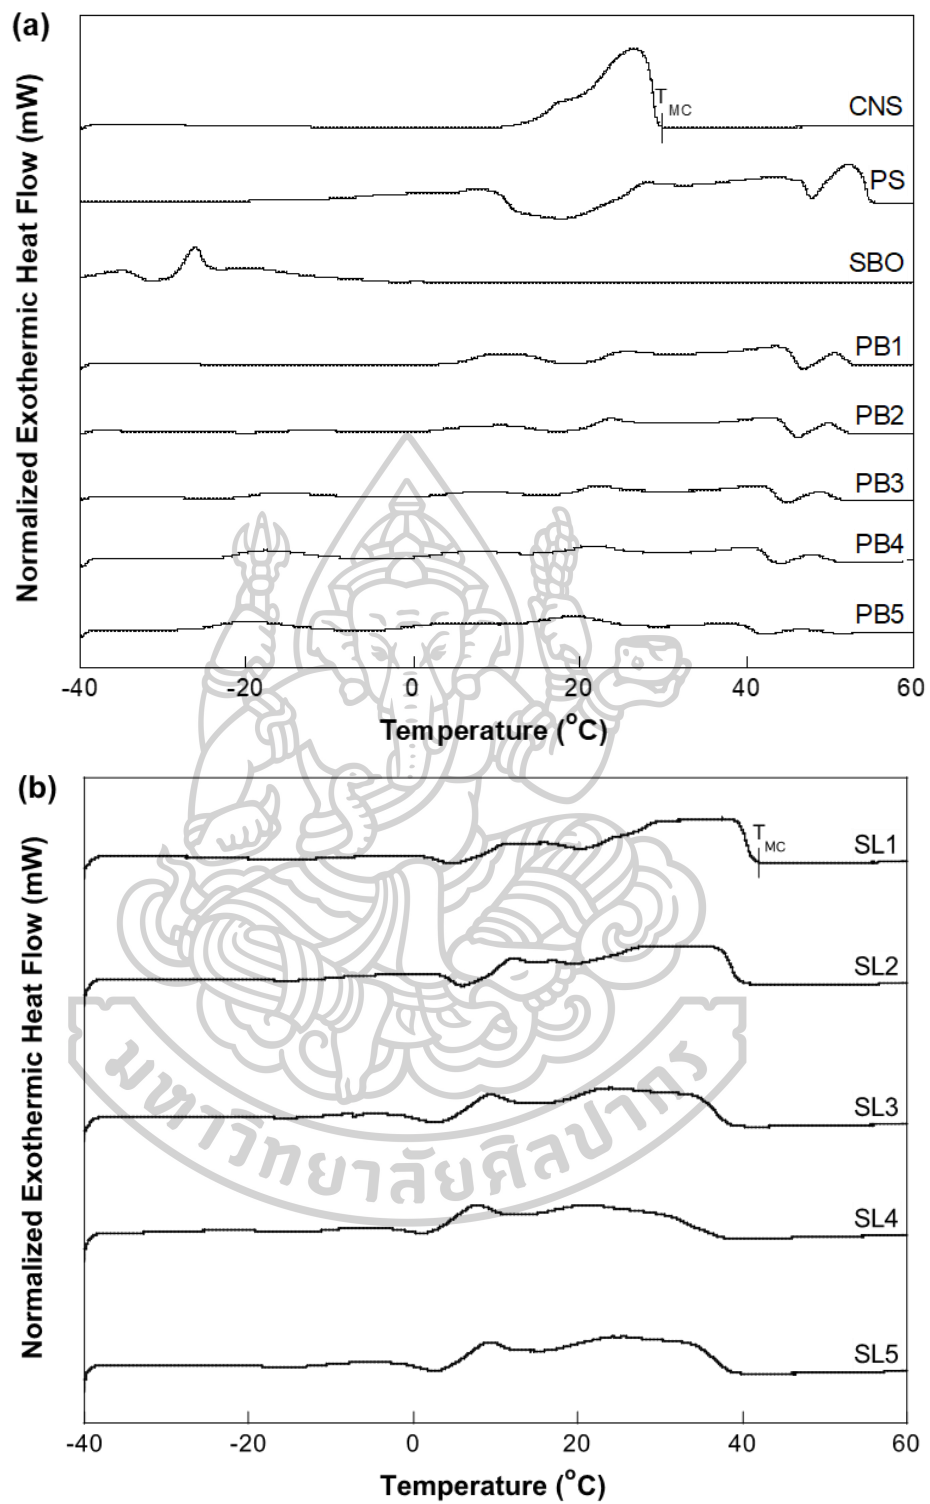 (a)
Normalized Exothermic Heat Flow (mW)
T MC
CNS
PS
SBO
PB1
PB2
PB3
PB4
PB5
-40 -20 0 20 40 60
Temperature (°C)
(b)
Normalized Exothermic Heat Flow (mW)
T MC
SL1
SL2
SL3
SL4
SL5
มหาวิทยาลัยศิลปากร
-40 -20 0 20 40 60
Temperature (°C)